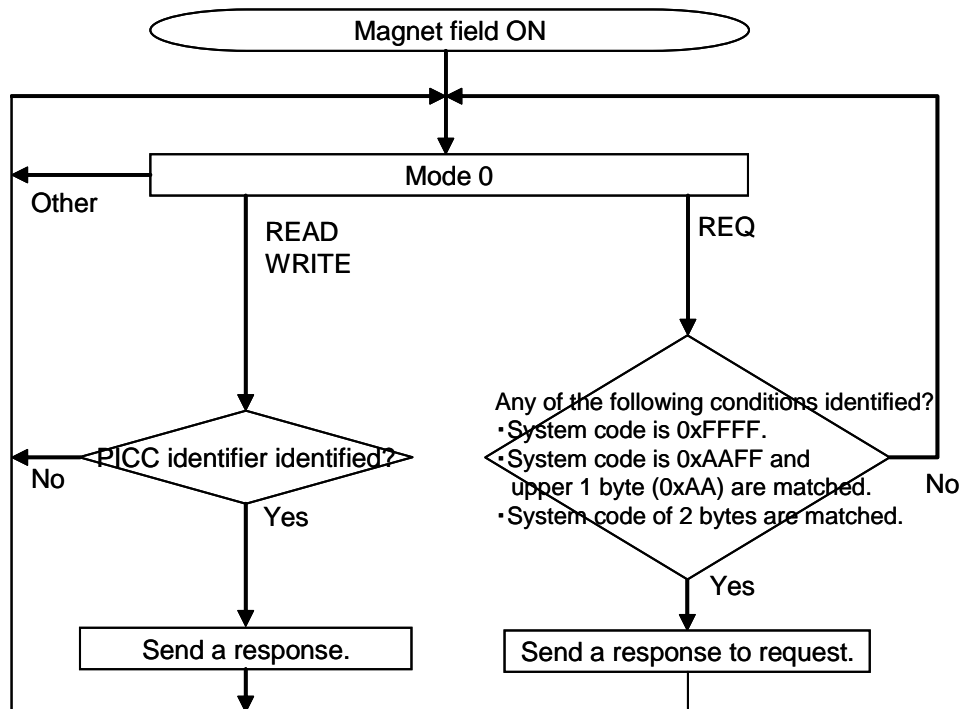 Magnet field ON
Mode 0
Other
READ
WRITE
REQ
Any of the following conditions identified?
・System code is 0xFFFF.
・System code is 0xAAFF and
upper 1 byte (0xAA) are matched.
・System code of 2 bytes are matched.
PICC identifier identified?
No
No
Yes
Yes
Send a response.
Send a response to request.